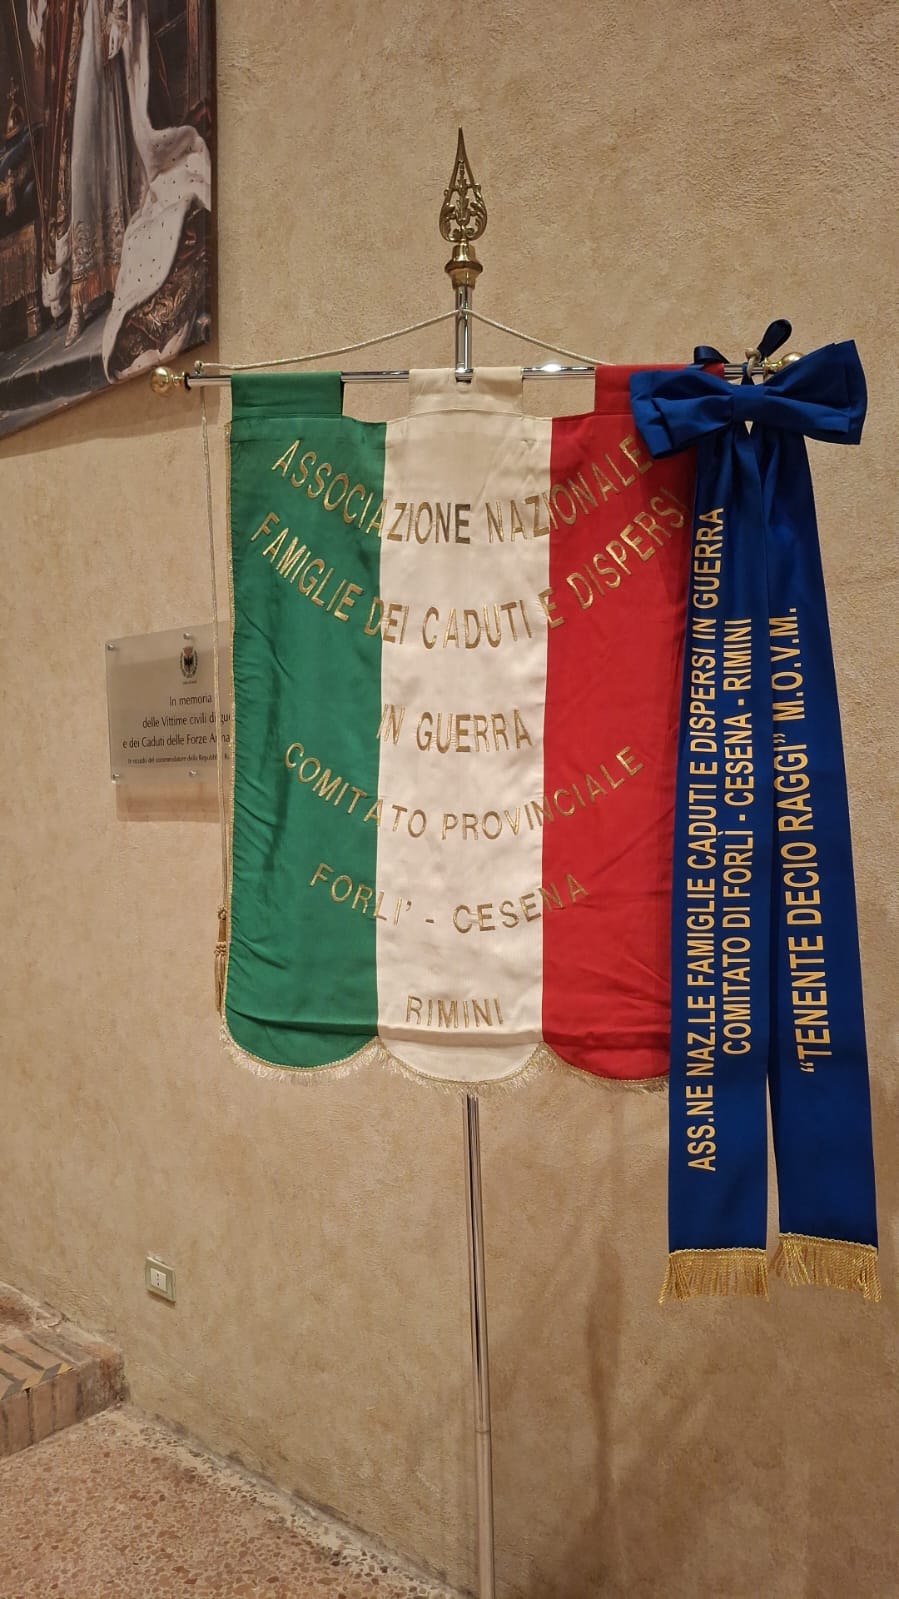 ASSOCIAZIONE NAZIONALE
FAMIGLIE DEI CADUTI E DISPERSI
IN GUERRA
COMITATO PROVINCIALE
FORLI' - CESENA
RIMINI
ASS.NE NAZ.LE FAMIGLIE CADUTI E DISPERSI IN GUERRA
COMITATO DI FORLÌ - CESENA - RIMINI
"TENENTE DECIO RAGGI" M.O.V.M.
In memoria
delle Vittime civili di
e dei Caduti delle Forze